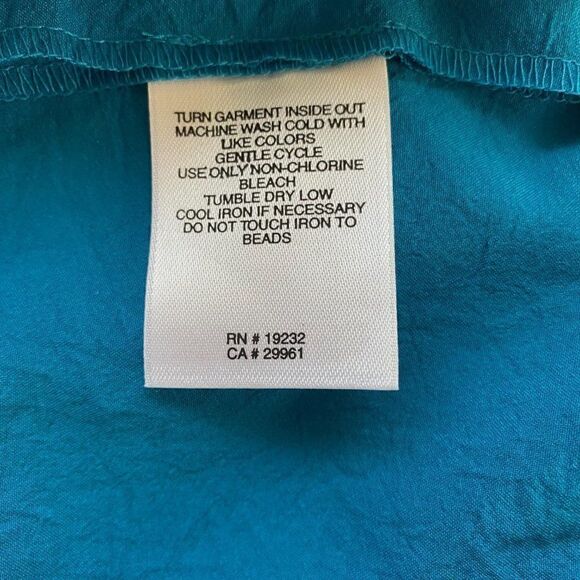 TURN GARMENT INSIDE OUT
MACHINE WASH COLD WITH
LIKE COLORS
GENTLE CYCLE
USE ONLY NON-CHLORINE
BLEACH
TUMBLE DRY LOW
COOL IRON IF NECESSARY
DO NOT TOUCH IRON TO
BEADS
RN # 19232
CA # 29961